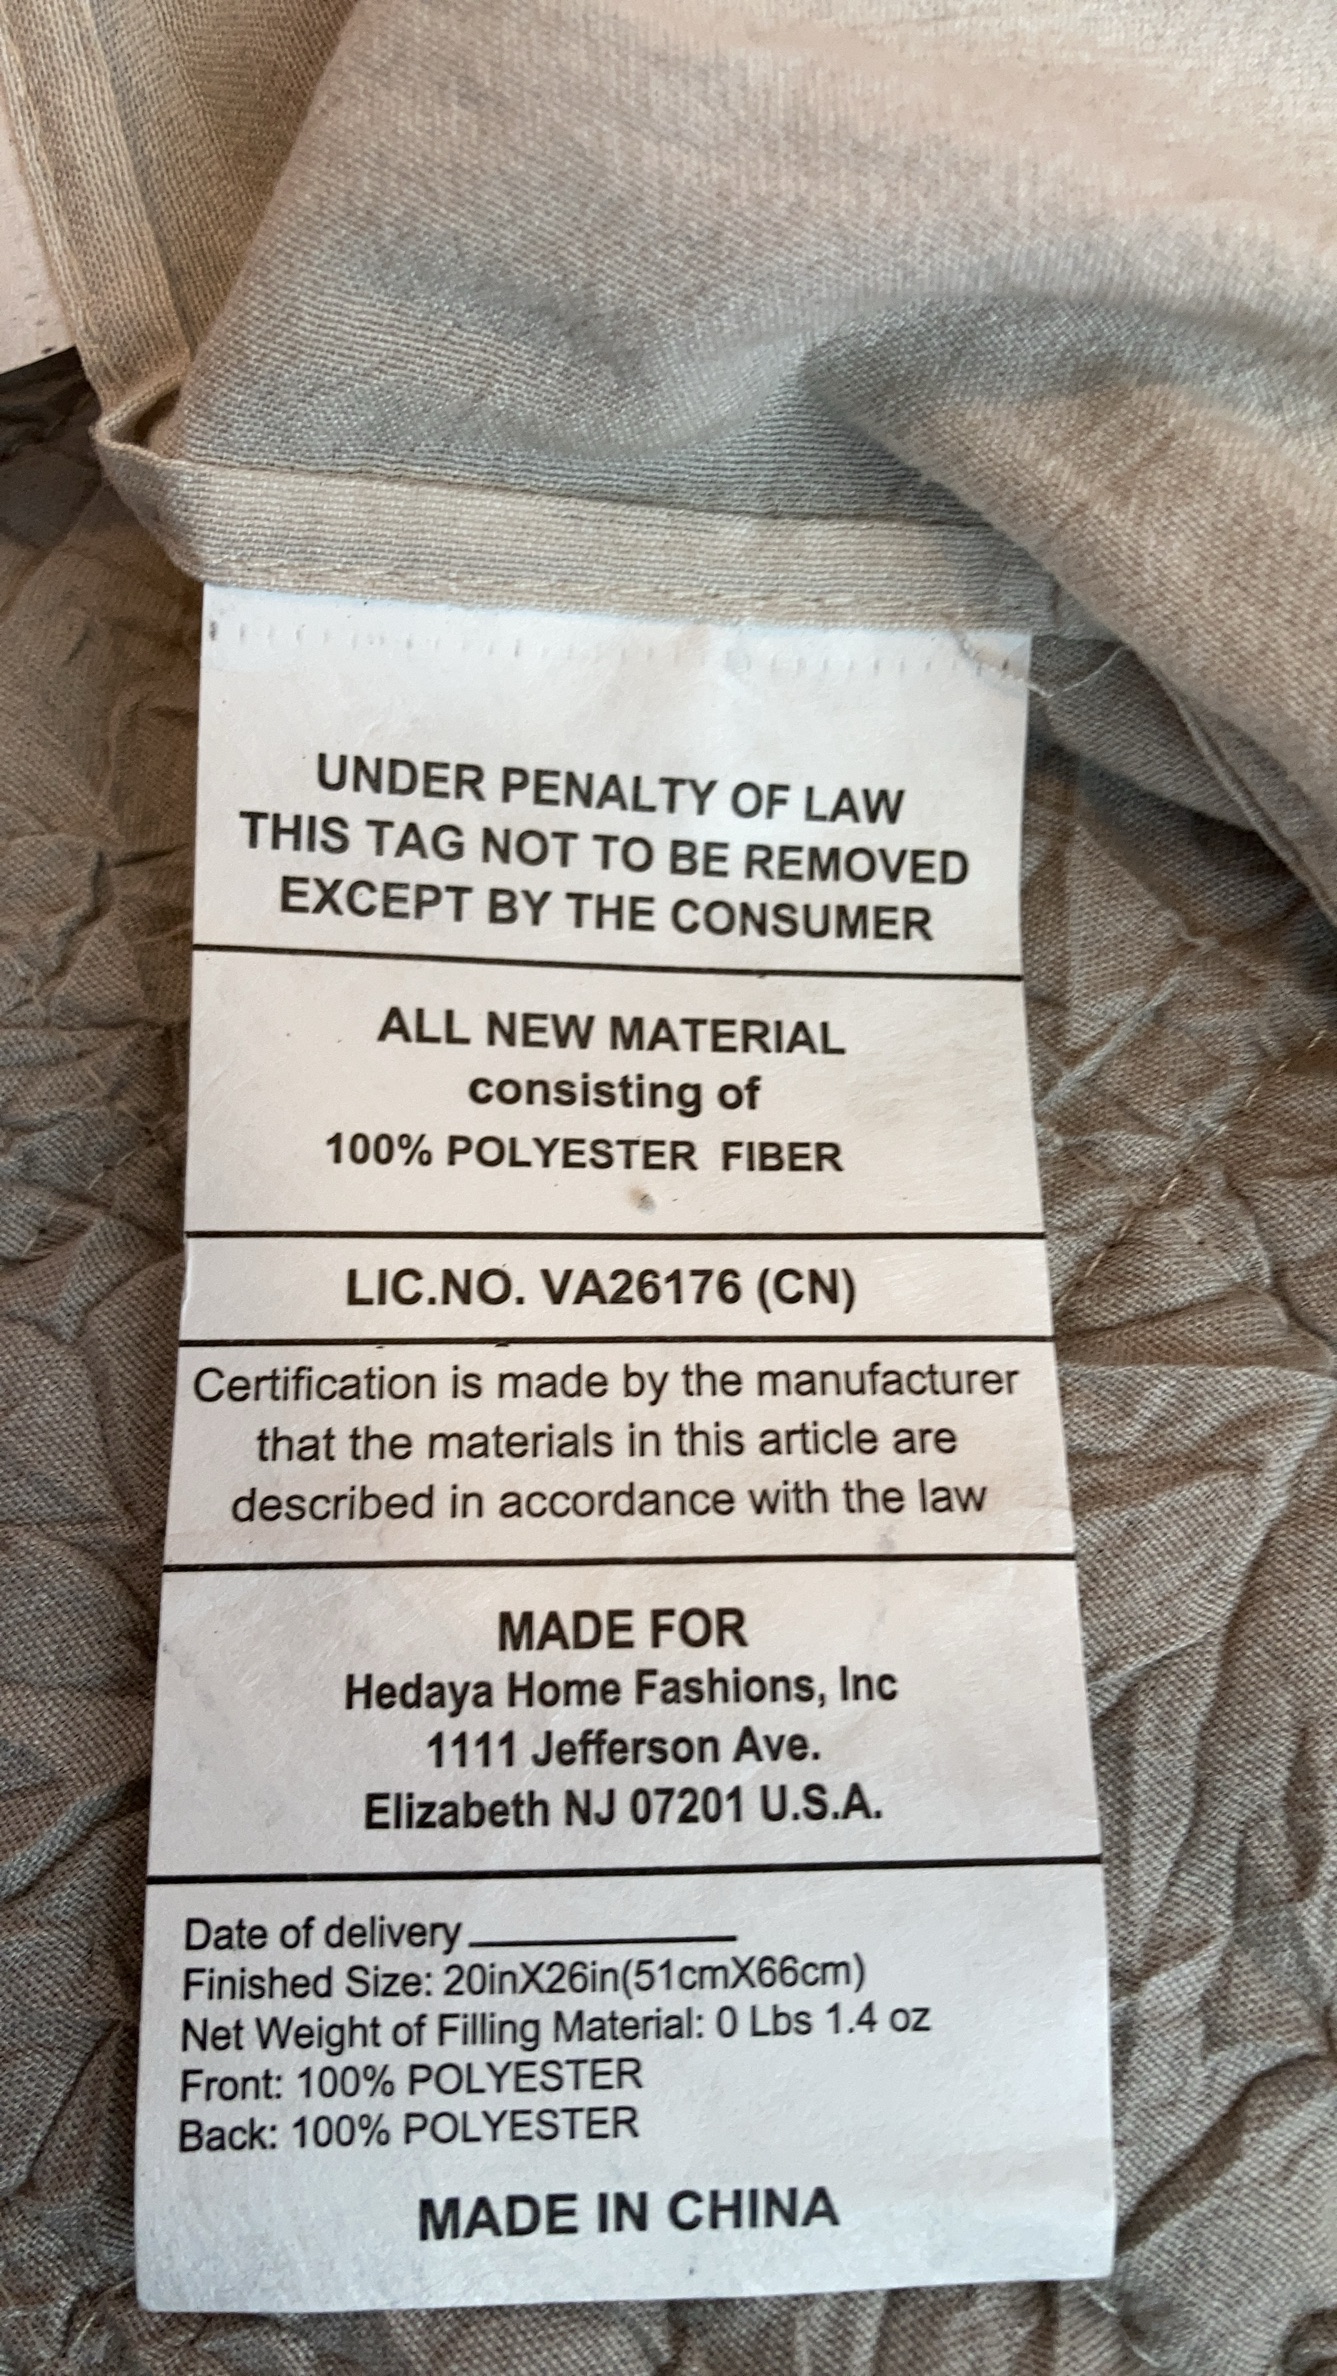 UNDER PENALTY OF LAW
THIS TAG NOT TO BE REMOVED
EXCEPT BY THE CONSUMER
ALL NEW MATERIAL
consisting of
100% POLYESTER FIBER
LIC.NO. VA26176 (CN)
Certification is made by the manufacturer
that the materials in this article are
described in accordance with the law
MADE FOR
Hedaya Home Fashions, Inc
1111 Jefferson Ave.
Elizabeth NJ 07201 U.S.A.
Date of delivery___________
Finished Size: 20inX26in(51cmX66cm)
Net Weight of Filling Material: 0 Lbs 1.4 oz
Front: 100% POLYESTER
Back: 100% POLYESTER
MADE IN CHINA